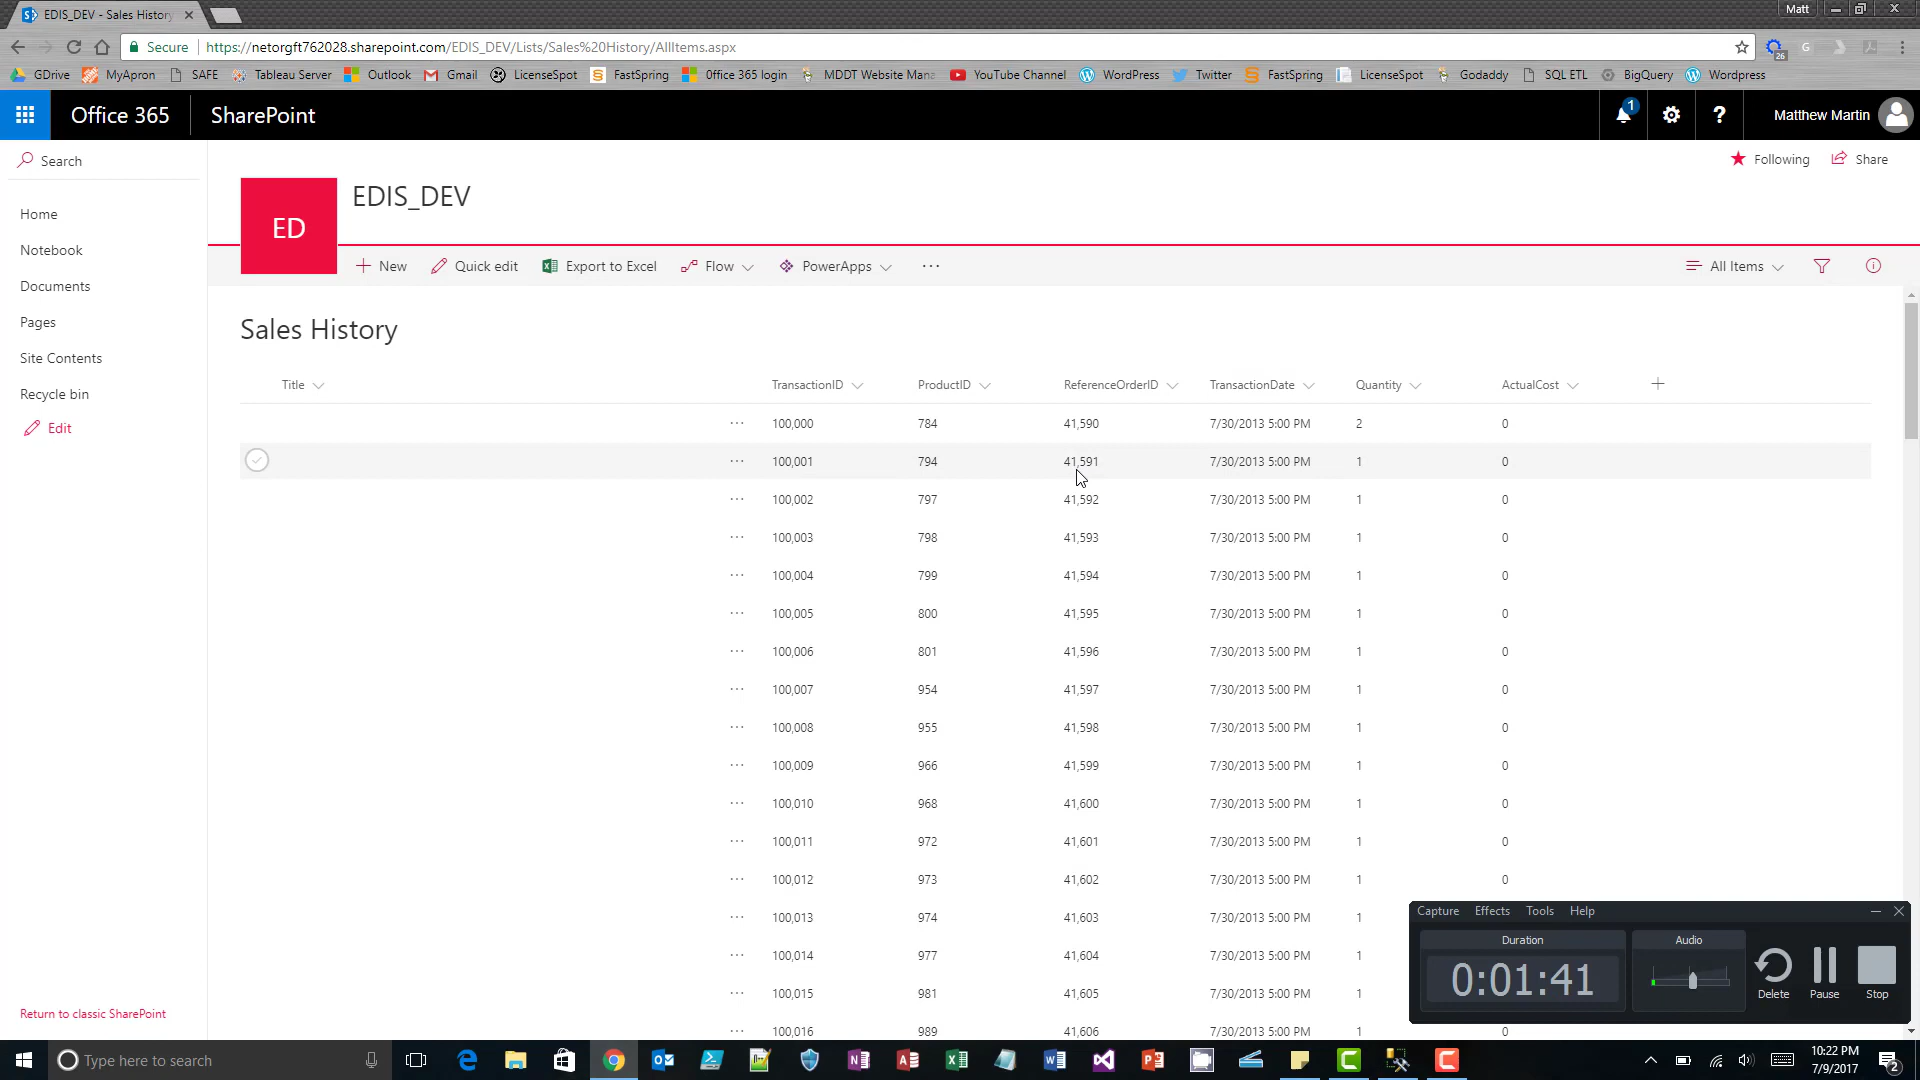 EDIS_DEV - Sales History
Matt
Secure
https://netorgft762028.sharepoint.com/EDIS_DEV/Lists/Sales%20History/AllItems.aspx
26
GDrive MyApron SAFE Tableau Server Outlook Gmail LicenseSpot FastSpring Office 365 login MDDT Website Mana YouTube Channel WordPress Twitter FastSpring LicenseSpot Godaddy SQL ETL BigQuery Wordpress
Office 365 SharePoint 1 ? Matthew Martin
Search
Following Share
Home
Notebook
Documents
Pages
Site Contents
Recycle bin
Edit
Return to classic SharePoint
ED
EDIS_DEV
New Quick edit Export to Excel Flow PowerApps ... All Items
Sales History
Title TransactionID ProductID ReferenceOrderID TransactionDate Quantity ActualCost
... 100,000 784 41,590 7/30/2013 5:00 PM 2 0
... 100,001 794 41,591 7/30/2013 5:00 PM 1 0
... 100,002 797 41,592 7/30/2013 5:00 PM 1 0
... 100,003 798 41,593 7/30/2013 5:00 PM 1 0
... 100,004 799 41,594 7/30/2013 5:00 PM 1 0
... 100,005 800 41,595 7/30/2013 5:00 PM 1 0
... 100,006 801 41,596 7/30/2013 5:00 PM 1 0
... 100,007 954 41,597 7/30/2013 5:00 PM 1 0
... 100,008 955 41,598 7/30/2013 5:00 PM 1 0
... 100,009 966 41,599 7/30/2013 5:00 PM 1 0
... 100,010 968 41,600 7/30/2013 5:00 PM 1 0
... 100,011 972 41,601 7/30/2013 5:00 PM 1 0
... 100,012 973 41,602 7/30/2013 5:00 PM 1 0
... 100,013 974 41,603 7/30/2013 5:00 PM 1
... 100,014 977 41,604 7/30/2013 5:00 PM 1
... 100,015 981 41,605 7/30/2013 5:00 PM 1
... 100,016 989 41,606 7/30/2013 5:00 PM 1 0
Capture Effects Tools Help
Duration Audio
0:01:41
Delete Pause Stop
Type here to search
10:22 PM
7/9/2017
2